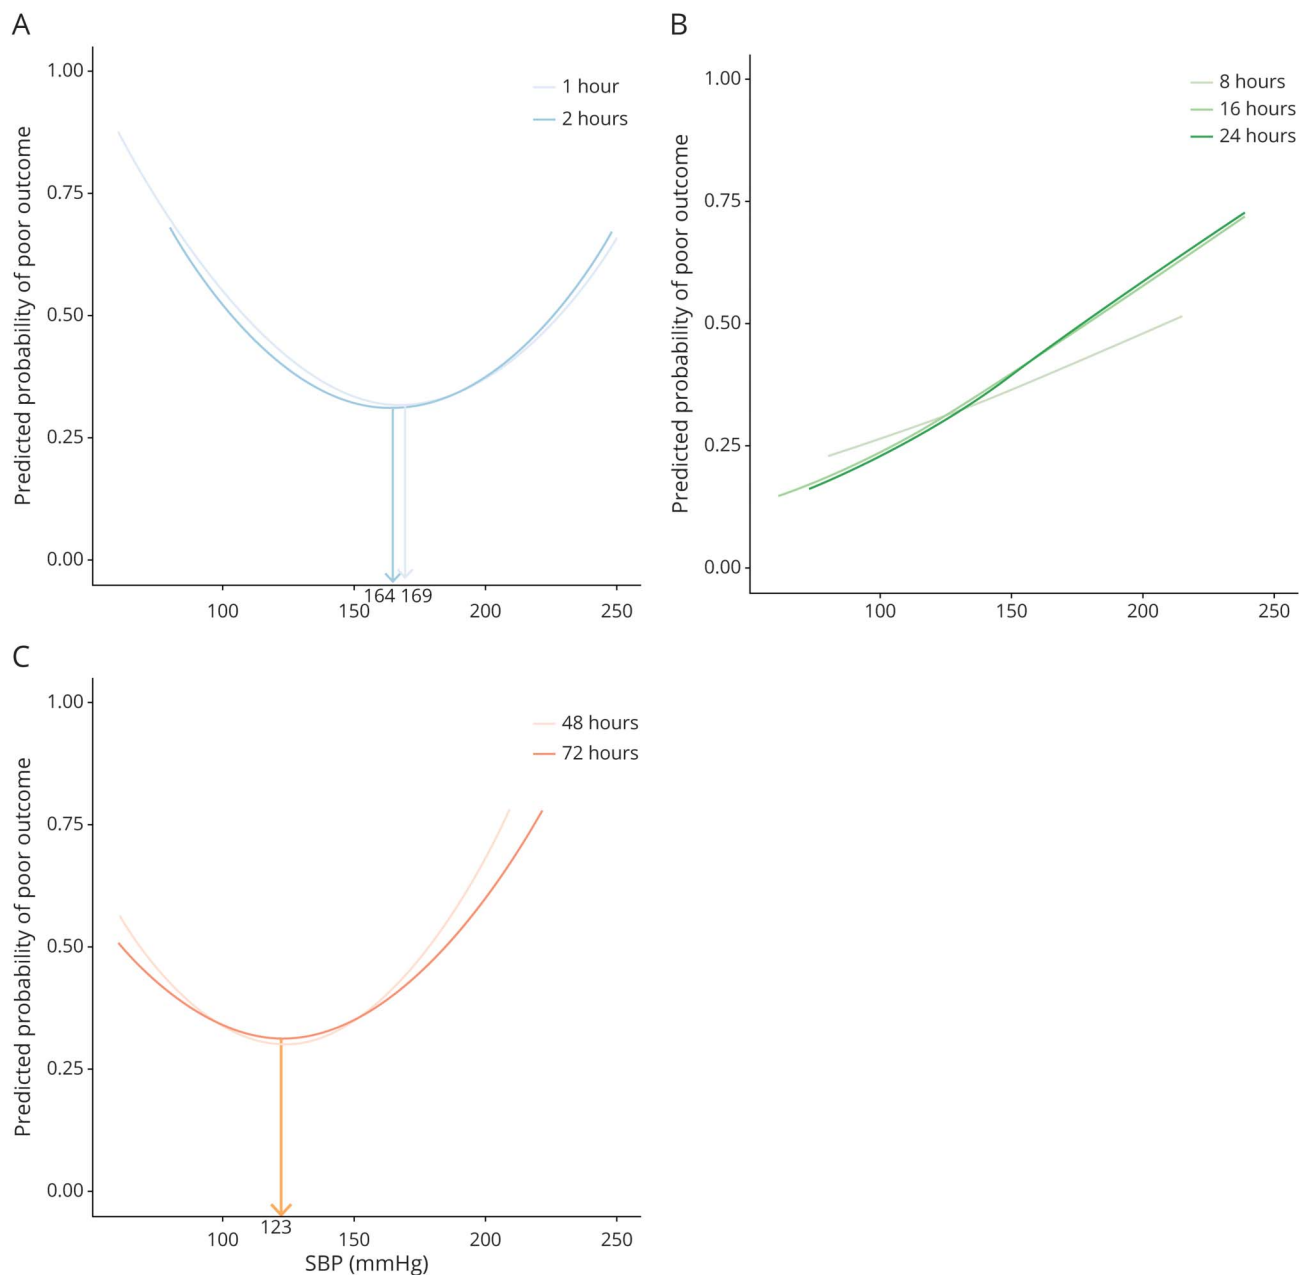 A
Predicted probability of poor outcome
1.00
0.75
0.50
0.25
0.00
1 hour
2 hours
164 169
100 150 200 250
B
Predicted probability of poor outcome
1.00
0.75
0.50
0.25
0.00
8 hours
16 hours
24 hours
100 150 200 250
C
Predicted probability of poor outcome
1.00
0.75
0.50
0.25
0.00
48 hours
72 hours
123
100 150 200 250
SBP (mmHg)